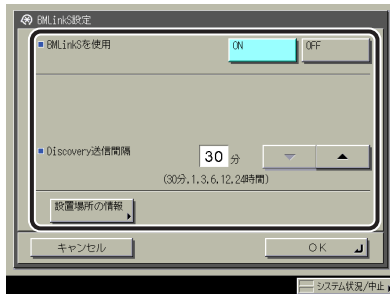 BMLinkS設定
BMLinkSを使用
ON
OFF
Discovery送信間隔
30 分
(30分.1.3.6.12.24時間)
設置場所の情報
キャンセル
OK
システム状況/中止